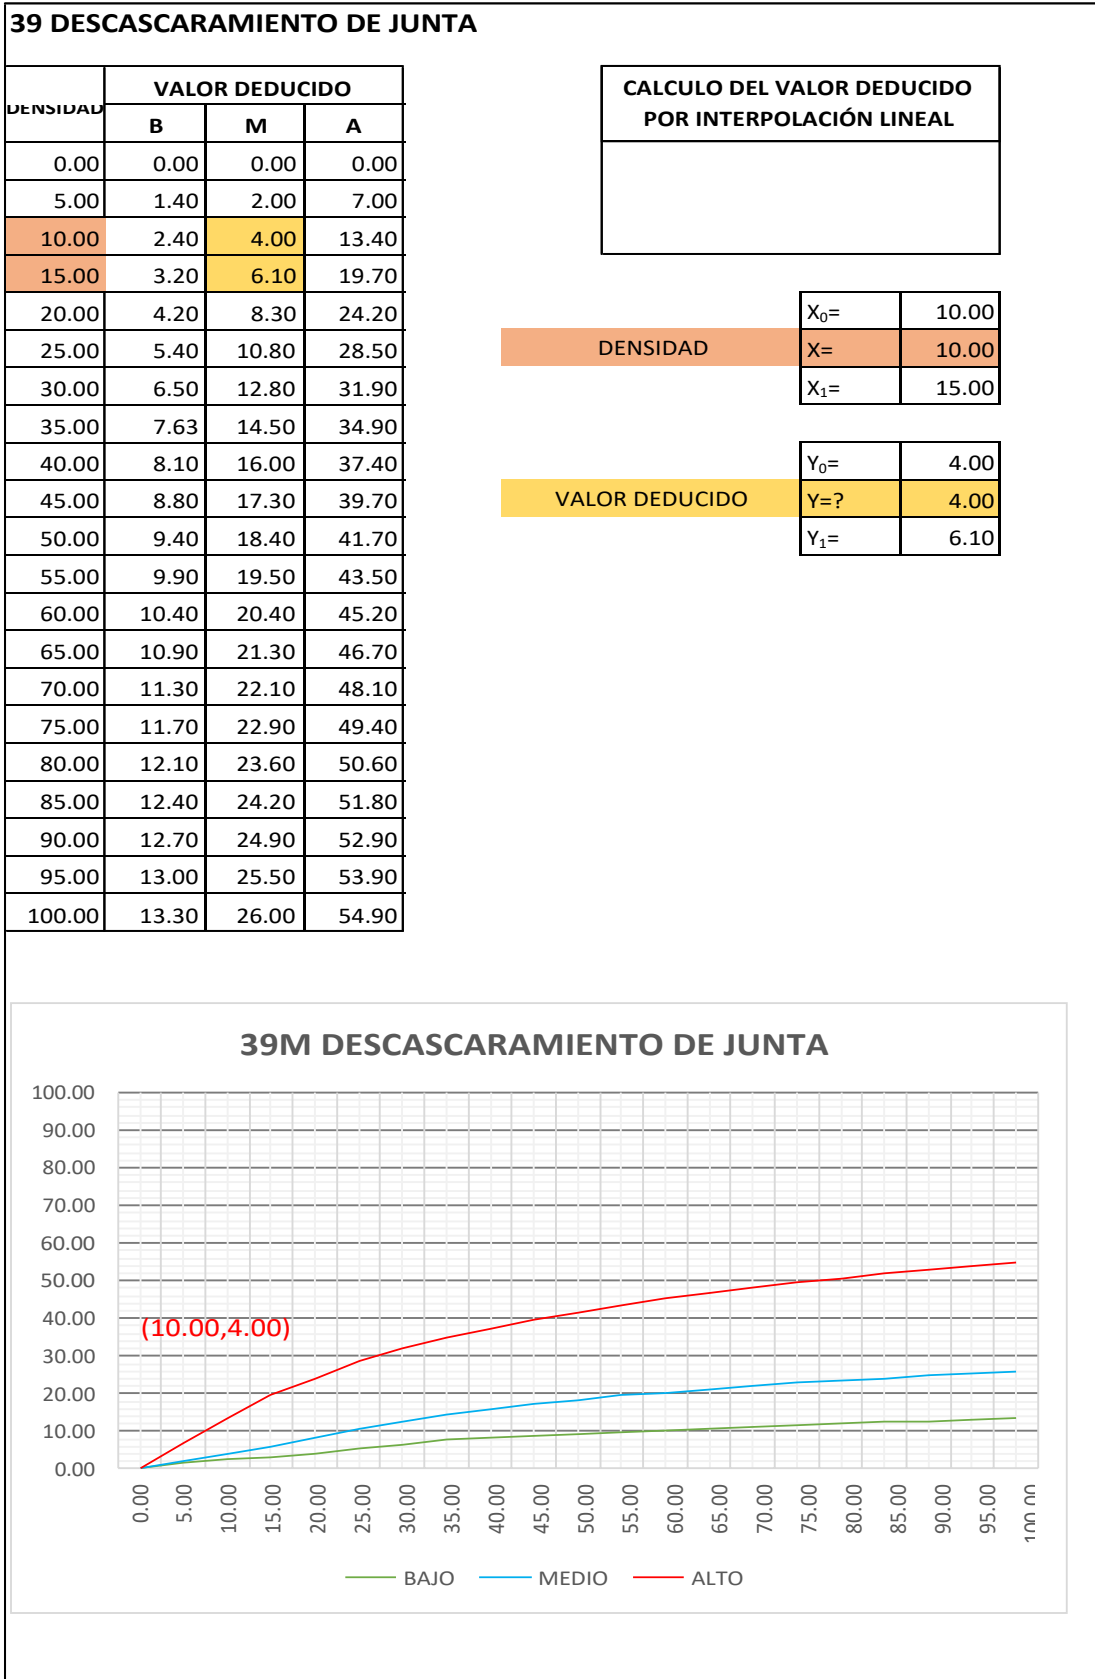 39 DESCASCARAMIENTO DE JUNTA
DENSIDAD VALOR DEDUCIDO
B M A
0.00 0.00 0.00 0.00
5.00 1.40 2.00 7.00
10.00 2.40 4.00 13.40
15.00 3.20 6.10 19.70
20.00 4.20 8.30 24.20
25.00 5.40 10.80 28.50
30.00 6.50 12.80 31.90
35.00 7.63 14.50 34.90
40.00 8.10 16.00 37.40
45.00 8.80 17.30 39.70
50.00 9.40 18.40 41.70
55.00 9.90 19.50 43.50
60.00 10.40 20.40 45.20
65.00 10.90 21.30 46.70
70.00 11.30 22.10 48.10
75.00 11.70 22.90 49.40
80.00 12.10 23.60 50.60
85.00 12.40 24.20 51.80
90.00 12.70 24.90 52.90
95.00 13.00 25.50 53.90
100.00 13.30 26.00 54.90
CALCULO DEL VALOR DEDUCIDO
POR INTERPOLACIÓN LINEAL
X₀= 10.00
DENSIDAD X= 10.00
X₁= 15.00
Y₀= 4.00
VALOR DEDUCIDO Y=? 4.00
Y₁= 6.10
39M DESCASCARAMIENTO DE JUNTA
100.00
90.00
80.00
70.00
60.00
50.00
40.00
30.00
20.00
10.00
0.00
(10.00,4.00)
0.00 5.00 10.00 15.00 20.00 25.00 30.00 35.00 40.00 45.00 50.00 55.00 60.00 65.00 70.00 75.00 80.00 85.00 90.00 95.00 100.00
BAJO MEDIO ALTO